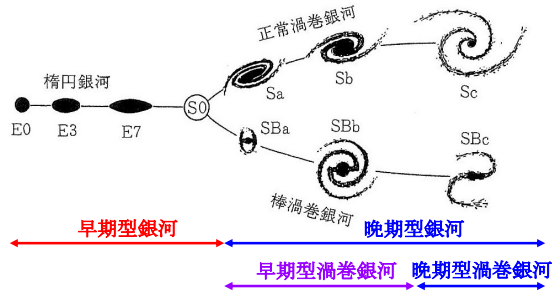 正常渦巻銀河
Sa
Sb
Sc
楕円銀河
E0
E3
E7
S0
SBa
SBb
SBc
棒渦巻銀河
早期型銀河
晩期型銀河
早期型渦巻銀河
晩期型渦巻銀河